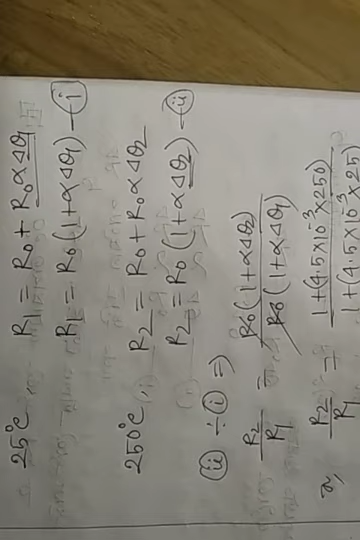 25°C R₁ = R₀ + R₀αΔθ₁
R₁ = R₀(1+αΔθ₁) — (i)
250°C R₂ = R₀ + R₀αΔθ₂
R₂ = R₀(1+αΔθ₂) — (ii)
(ii) ÷ (i) ⇒
R₂/R₁ = R₀(1+αΔθ₂)/R₀(1+αΔθ₁)
R₂/R₁ = 1+(4.5×10⁻³×250)/1+(4.5×10⁻³×25)